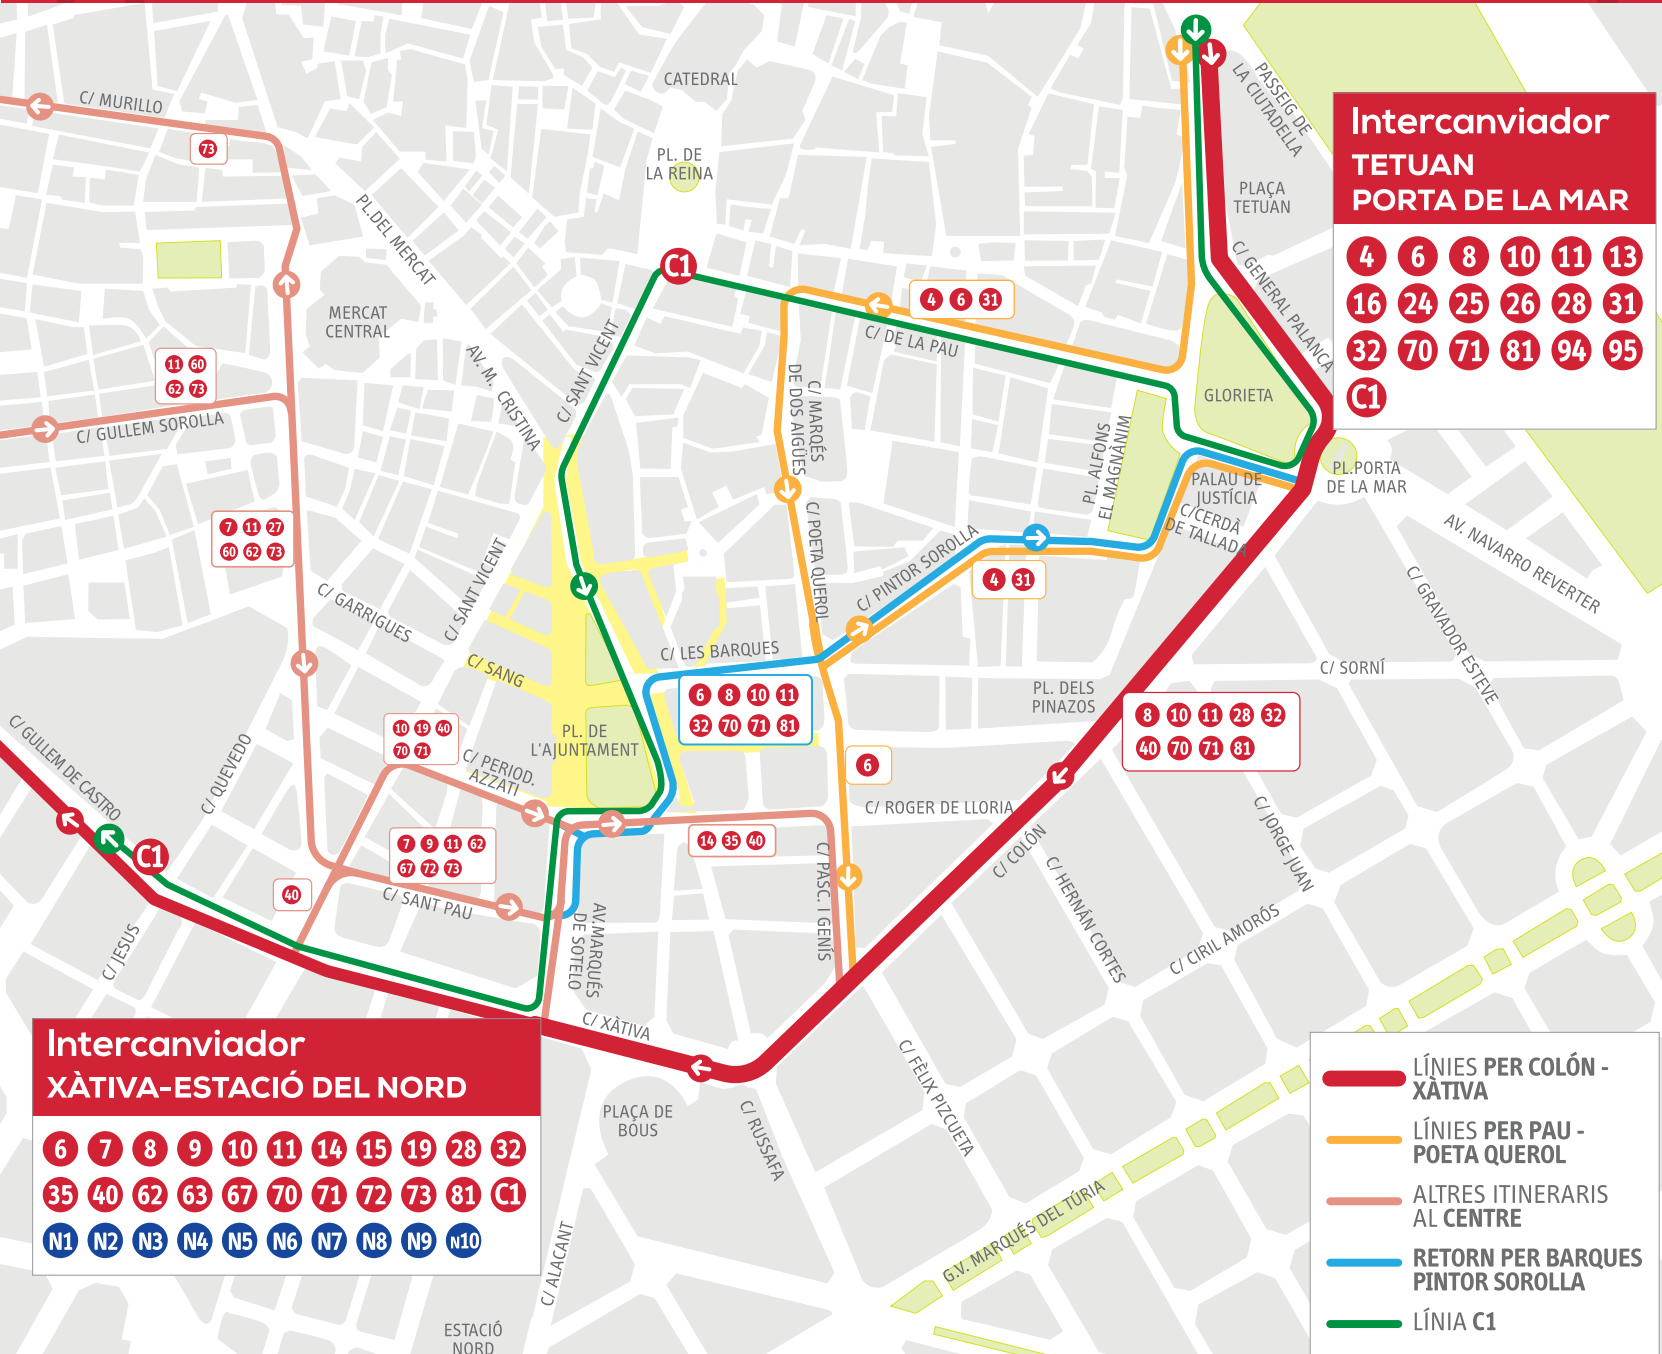 CATEDRAL
PASSEIG DE
LA CIUTADELLA
C/ MURILLO
73
PL. DE
LA REINA
PLAÇA
TETUAN
Intercanviador
TETUAN
PORTA DE LA MAR
4 6 8 10 11 13
16 24 25 26 28 31
32 70 71 81 94 95
C1
PL.DEL MERCAT
C1
C/ GENERAL PALANCA
4 6 31
MERCAT
CENTRAL
C/ DE LA PAU
C/ SANT VICENT
AV. M. CRISTINA
11 60
62 73
C/ GULLEM SOROLLA
C/ MARQÉS
DE DOS AIGÜES
GLORIETA
PL. ALFONS
EL MAGNÀNIM
PALAU DE
JUSTÍCIA
PL.PORTA
DE LA MAR
C/CERDÀ
DE TALLADA
7 11 27
60 62 73
C/ POETA QUEROL
C/ PINTOR SOROLLA
AV. NAVARRO REVERTER
4 31
C/ GARRIGUES
C/ SANT VICENT
C/ GRAVADOR ESTEVE
C/ LES BARQUES
C/ SANG
C/ SORNÍ
6 8 10 11
32 70 71 81
PL. DELS
PINAZOS
8 10 11 28 32
40 70 71 81
C/ GULLEM DE CASTRO
C/ QUEVEDO
10 19 40
70 71
C/ PERIOD.
AZZATI
PL. DE
L'AJUNTAMENT
6
C/ ROGER DE LLORIA
C1
7 9 11 62
67 72 73
14 35 40
C/ COLÓN
C/ JORGE JUAN
C/ PASC. I GENÍS
C/ HERNÁN CORTES
40
C/ SANT PAU
AV.MARQUÉS
DE SOTELO
C/ JESUS
C/ CIRIL AMORÓS
C/ XÀTIVA
Intercanviador
XÀTIVA-ESTACIÓ DEL NORD
6 7 8 9 10 11 14 15 19 28 32
35 40 62 63 67 70 71 72 73 81 C1
N1 N2 N3 N4 N5 N6 N7 N8 N9 N10
PLAÇA DE
BOUS
C/ RUSSAFA
C/ FÈLIX PIZCUETA
G.V. MARQUÉS DEL TÚRIA
C/ ALACANT
ESTACIÓ
NORD
LÍNIES PER COLÓN -
XÀTIVA
LÍNIES PER PAU -
POETA QUEROL
ALTRES ITINERARIS
AL CENTRE
RETORN PER BARQUES
PINTOR SOROLLA
LÍNIA C1